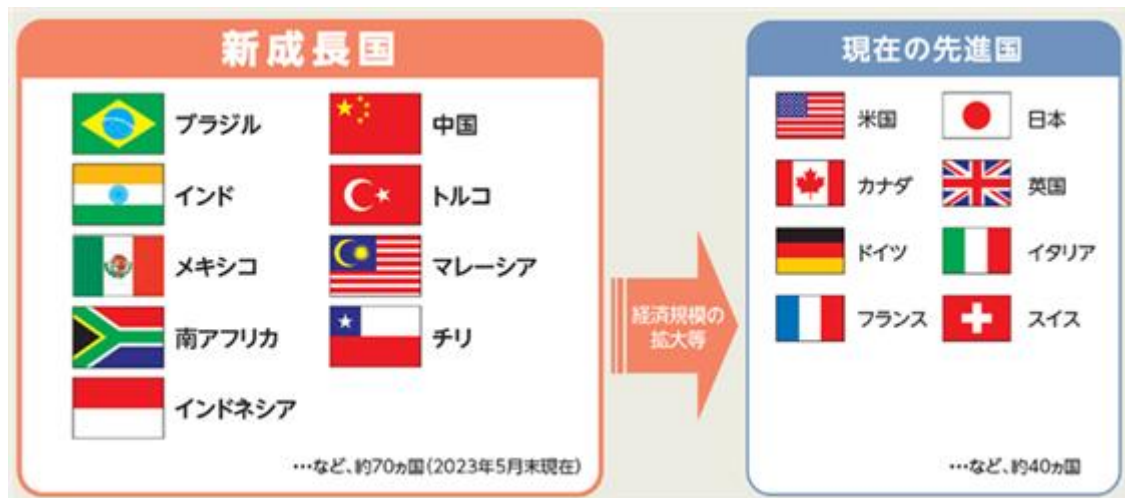 新成長国
ブラジル
中国
インド
トルコ
メキシコ
マレーシア
南アフリカ
チリ
インドネシア
…など、約70ヵ国(2023年5月末現在)
経済規模の
拡大等
現在の先進国
米国
日本
カナダ
英国
ドイツ
イタリア
フランス
スイス
…など、約40ヵ国